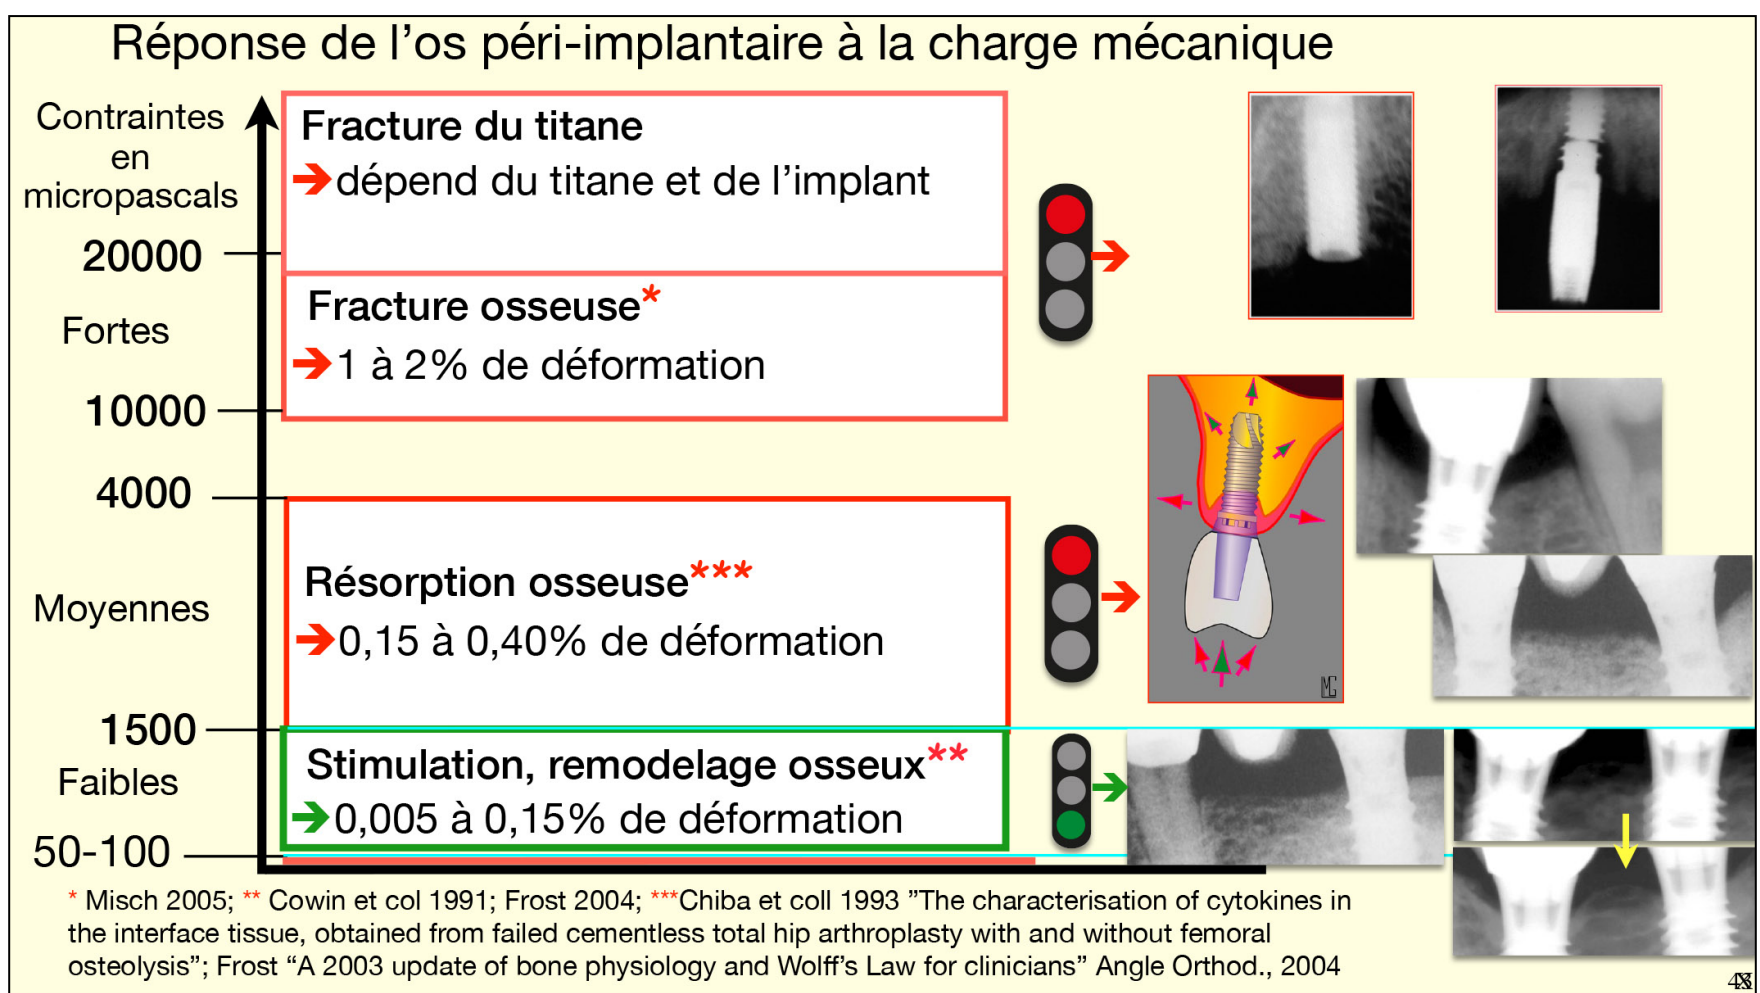 Réponse de l’os péri-implantaire à la charge mécanique
Contraintes
en
micropascals
20000
Fortes
10000
4000
Moyennes
1500
Faibles
50-100
Fracture du titane
dépend du titane et de l’implant
Fracture osseuse*
1 à 2% de déformation
Résorption osseuse***
0,15 à 0,40% de déformation
Stimulation, remodelage osseux**
0,005 à 0,15% de déformation
* Misch 2005; ** Cowin et col 1991; Frost 2004; ***Chiba et coll 1993 ”The characterisation of cytokines in
the interface tissue, obtained from failed cementless total hip arthroplasty with and without femoral
osteolysis”; Frost “A 2003 update of bone physiology and Wolff’s Law for clinicians” Angle Orthod., 2004